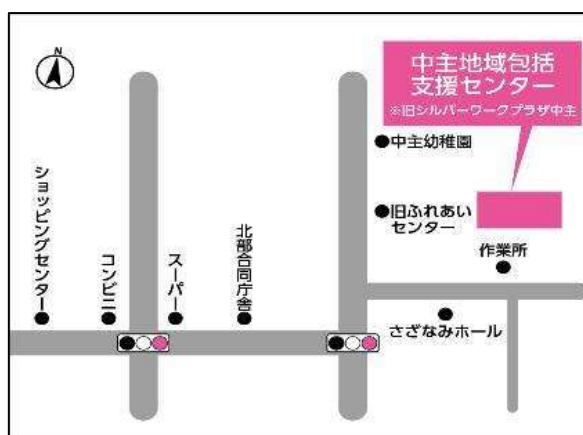 N
中主地域包括
支援センター
※旧シルバーワークプラザ中主
中主幼稚園
旧ふれあい
センター
作業所
さざなみホール
ショッピングセンター
コンビニ
スーパー
北部合同庁舎